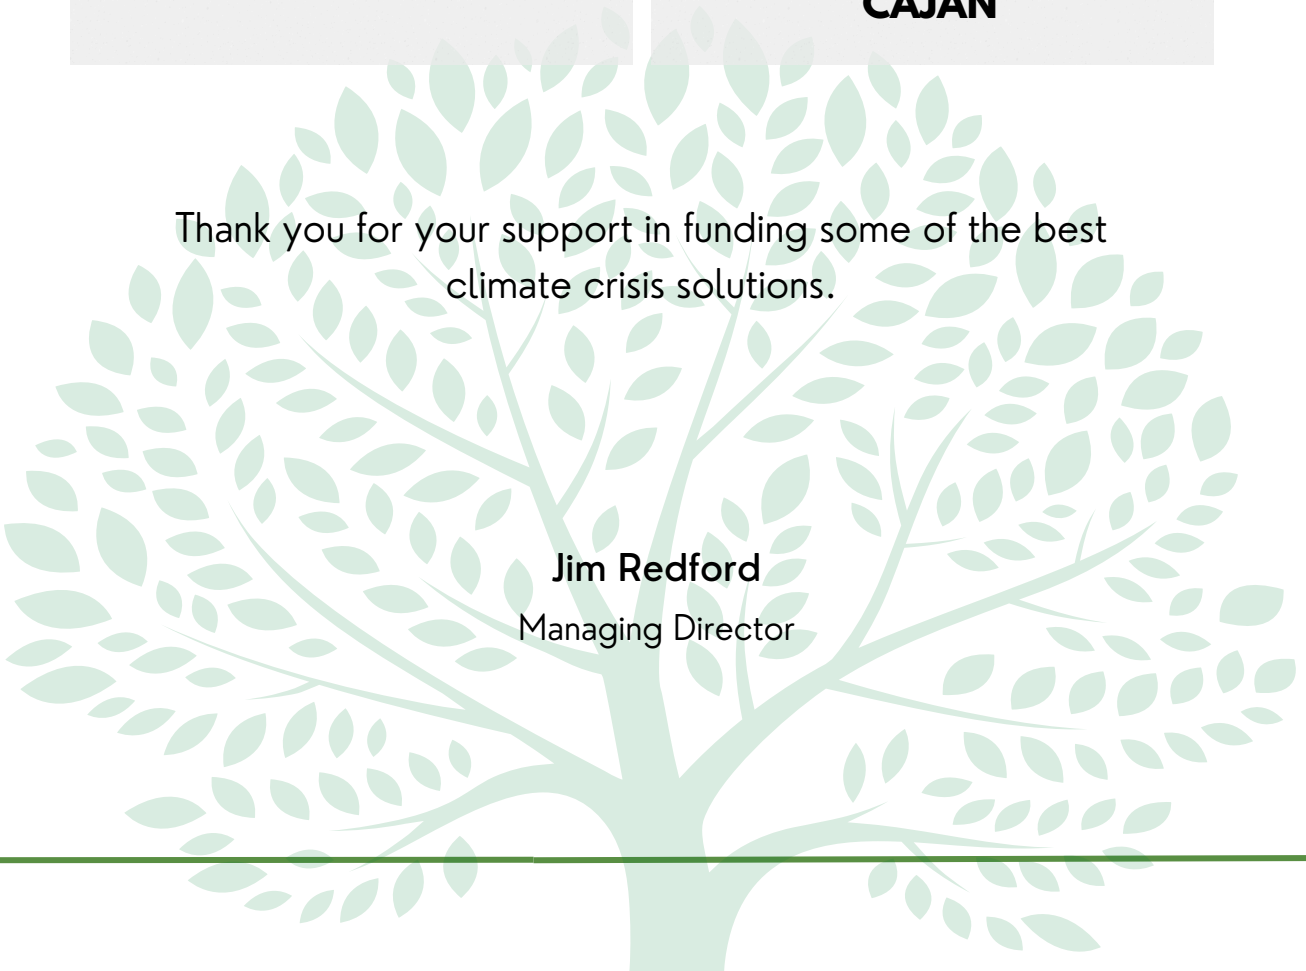 CAJAN
Thank you for your support in funding some of the best
climate crisis solutions.
Jim Redford
Managing Director